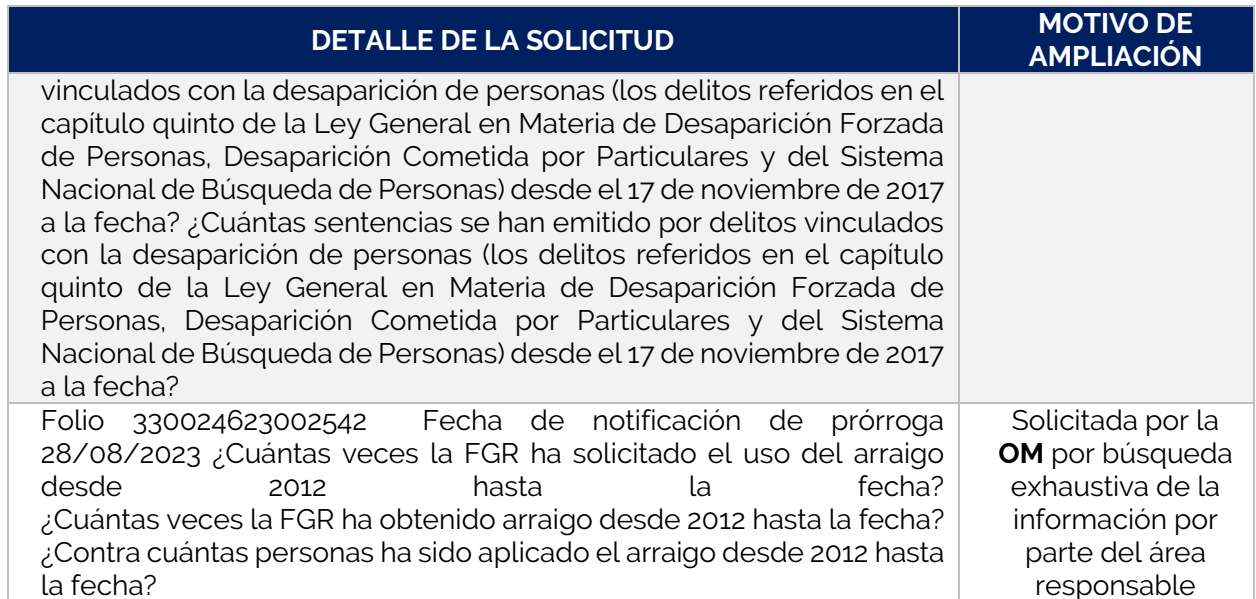 DETALLE DE LA SOLICITUD
MOTIVO DE
AMPLIACIÓN
vinculados con la desaparición de personas (los delitos referidos en el
capítulo quinto de la Ley General en Materia de Desaparición Forzada
de Personas, Desaparición Cometida por Particulares y del Sistema
Nacional de Búsqueda de Personas) desde el 17 de noviembre de 2017
a la fecha? ¿Cuántas sentencias se han emitido por delitos vinculados
con la desaparición de personas (los delitos referidos en el capítulo
quinto de la Ley General en Materia de Desaparición Forzada de
Personas, Desaparición Cometida por Particulares y del Sistema
Nacional de Búsqueda de Personas) desde el 17 de noviembre de 2017
a la fecha?
Folio 330024623002542 Fecha de notificación de prórroga
28/08/2023 ¿Cuántas veces la FGR ha solicitado el uso del arraigo
desde 2012 hasta la fecha?
¿Cuántas veces la FGR ha obtenido arraigo desde 2012 hasta la fecha?
¿Contra cuántas personas ha sido aplicado el arraigo desde 2012 hasta
la fecha?
Solicitada por la
OM por búsqueda
exhaustiva de la
información por
parte del área
responsable